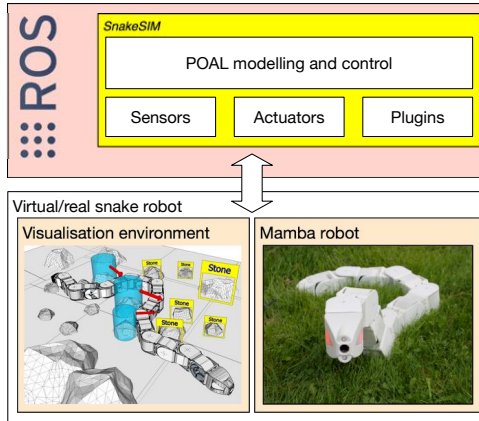 ROS
SnakeSIM
POAL modelling and control
Sensors
Actuators
Plugins
Virtual/real snake robot
Visualisation environment
Mamba robot
Stone
Stone
Stone
Stone
Stone
Stone